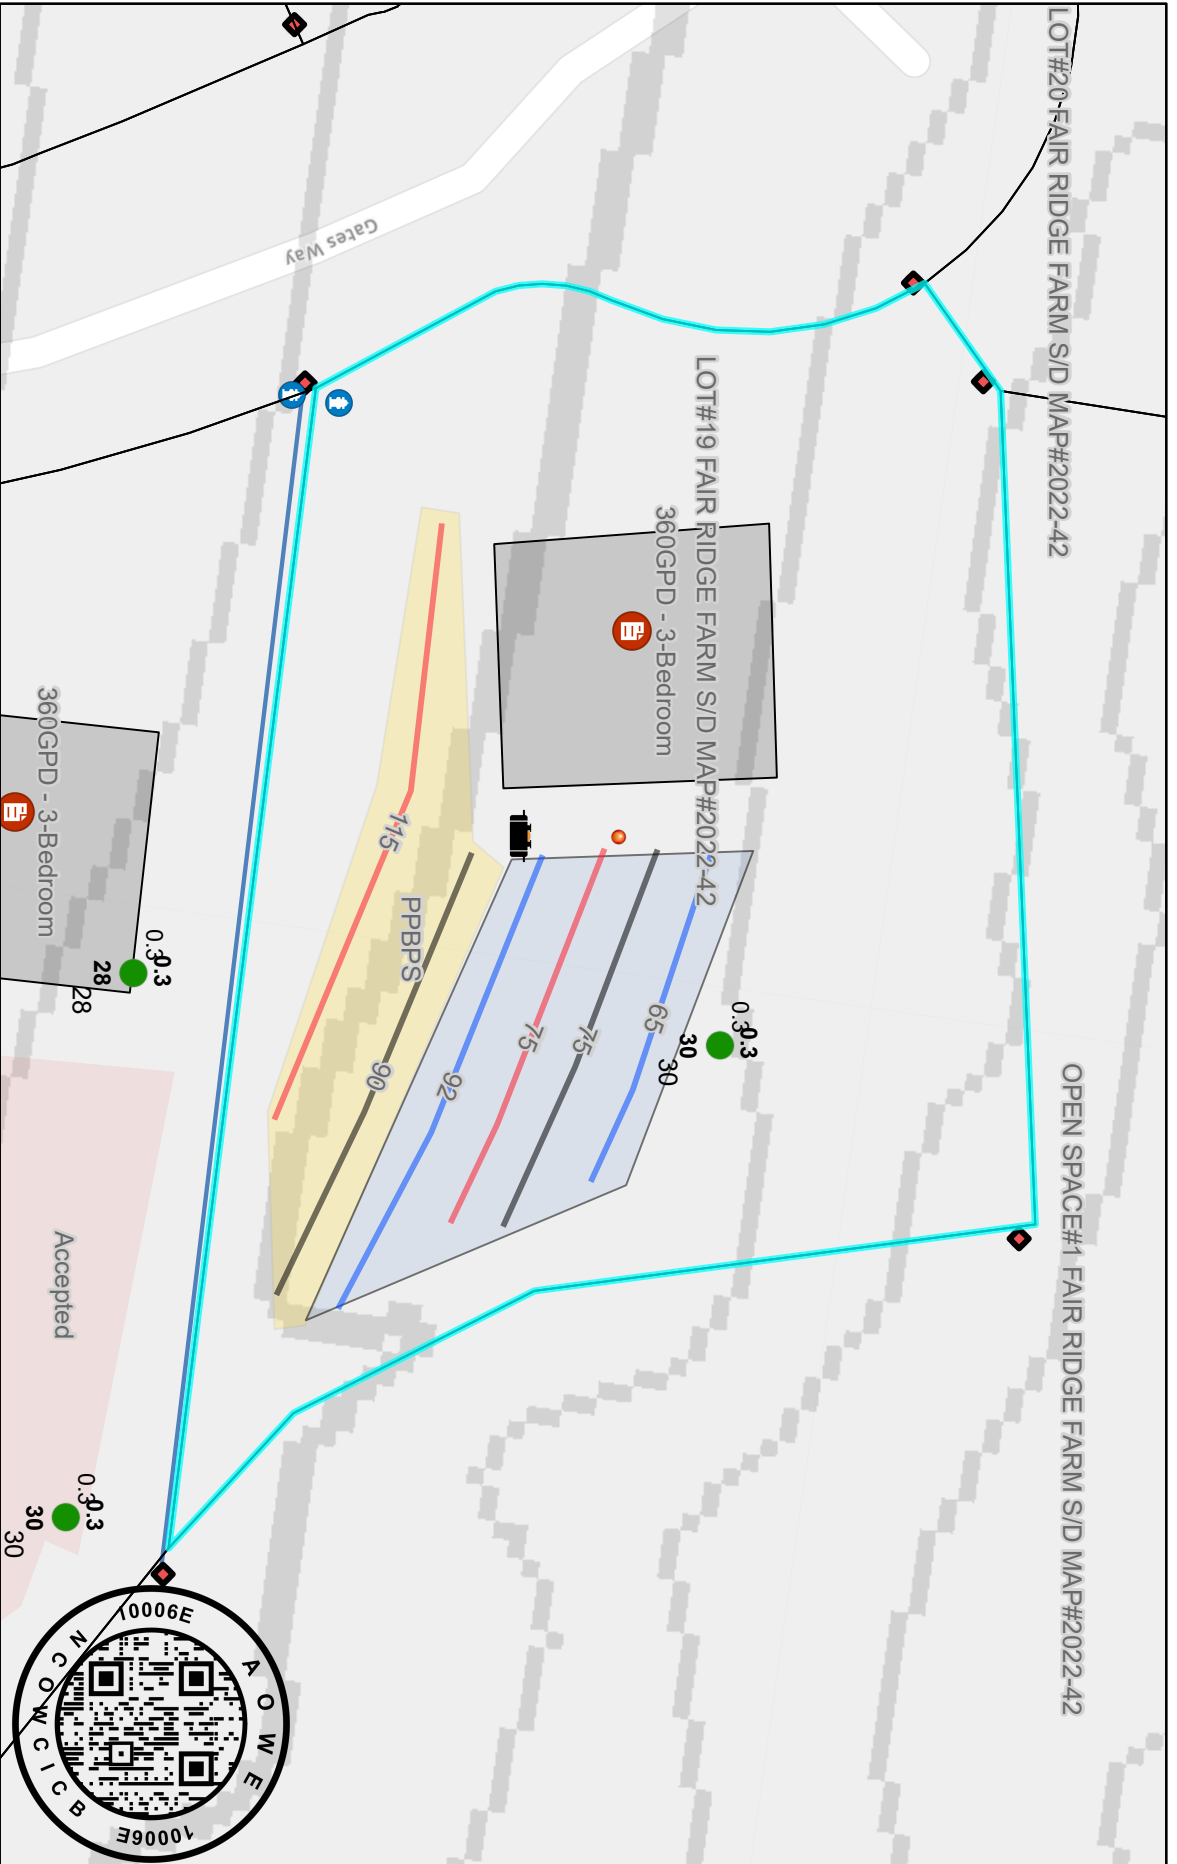 LOT#20 FAIR RIDGE FARM S/D MAP#2022-42
OPEN SPACE#1 FAIR RIDGE FARM S/D MAP#2022-42
LOT#19 FAIR RIDGE FARM S/D MAP#2022-42
360GPD - 3-Bedroom
Gates Way
65
75
75
92
90
115
PPBPS
0.3
0.3
30
30
360GPD - 3-Bedroom
0.3
0.3
28
28
Accepted
0.3
0.3
30
30
10006E
AOWE
10006E
NCOWCICB